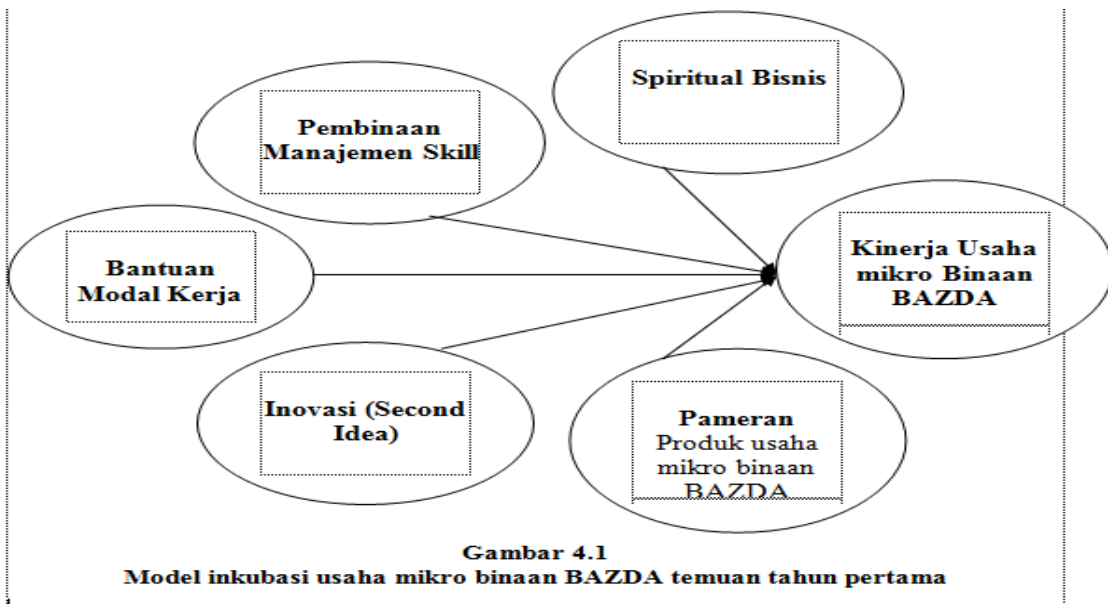 Spiritual Bisnis
Pembinaan
Manajemen Skill
Bantuan
Modal Kerja
Kinerja Usaha
mikro Binaan
BAZDA
Inovasi (Second
Idea)
Pameran
Produk usaha
mikro binaan
BAZDA
Gambar 4.1
Model inkubasi usaha mikro binaan BAZDA temuan tahun pertama